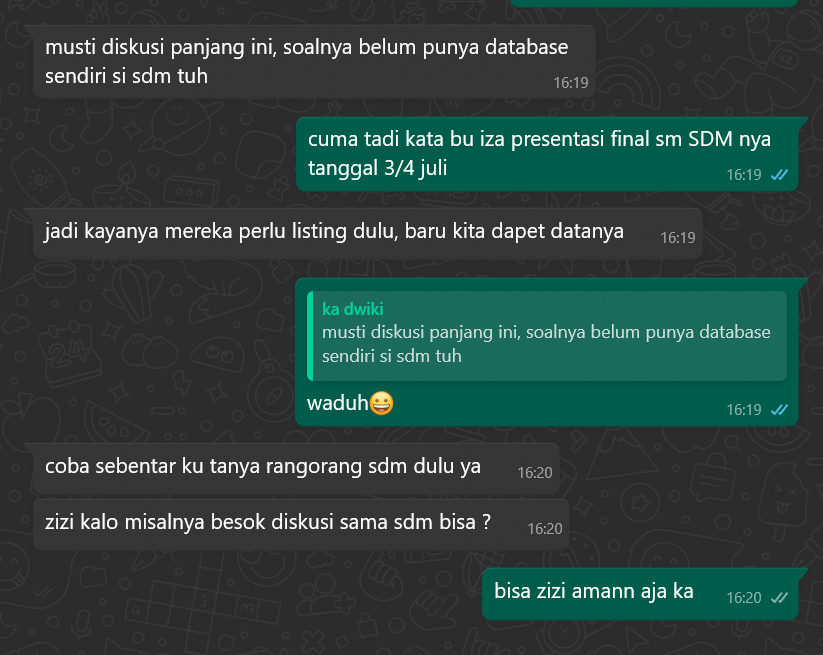 musti diskusi panjang ini, soalnya belum punya database
sendiri si sdm tuh
16:19
cuma tadi kata bu iza presentasi final sm SDM nya
tanggal 3/4 juli
16:19
jadi kayanya mereka perlu listing dulu, baru kita dapet datanya
16:19
ka dwiki
musti diskusi panjang ini, soalnya belum punya database
sendiri si sdm tuh
waduh😀
16:19
coba sebentar ku tanya rangorang sdm dulu ya
16:20
zizi kalo misalnya besok diskusi sama sdm bisa ?
16:20
bisa zizi amann aja ka
16:20